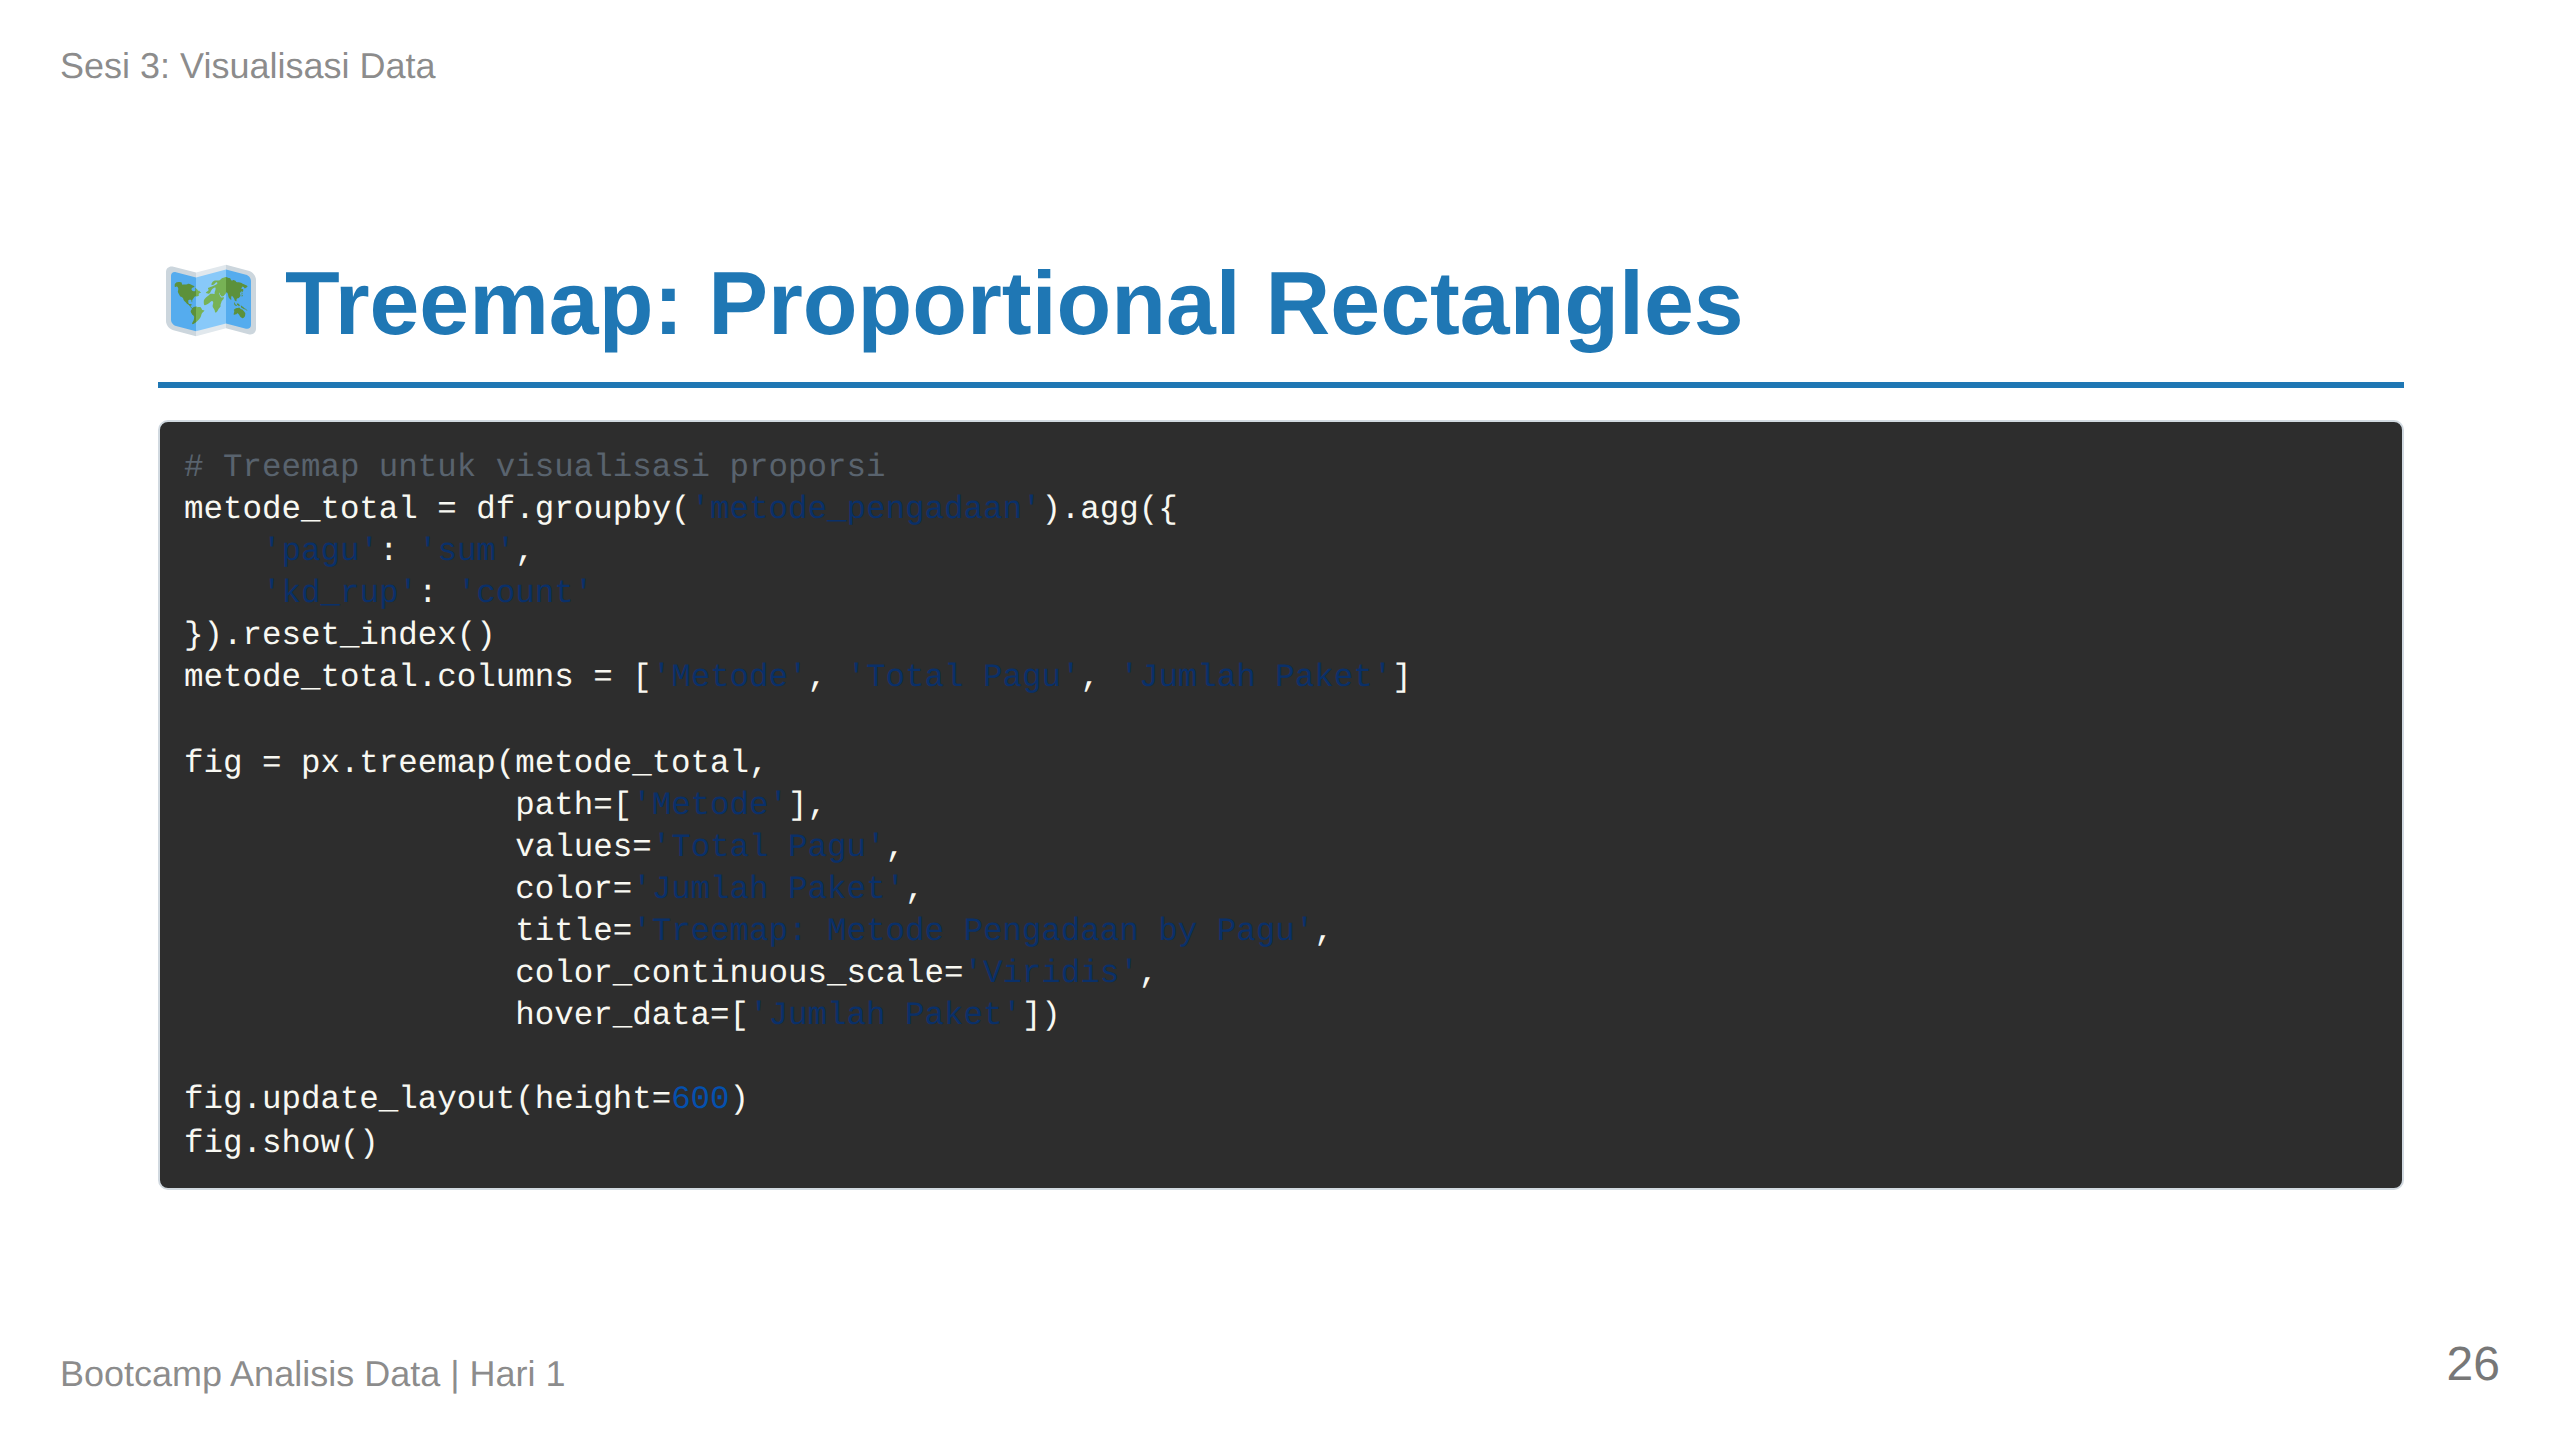 Sesi 3: Visualisasi Data
Treemap: Proportional Rectangles
# Treemap untuk visualisasi proporsi
metode_total = df.groupby('metode_pengadaan').agg({
    'pagu': 'sum',
    'kd_rup': 'count'
}).reset_index()
metode_total.columns = ['Metode', 'Total Pagu', 'Jumlah Paket']
fig = px.treemap(metode_total,
                 path=['Metode'],
                 values='Total Pagu',
                 color='Jumlah Paket',
                 title='Treemap: Metode Pengadaan by Pagu',
                 color_continuous_scale='Viridis',
                 hover_data=['Jumlah Paket'])
fig.update_layout(height=600)
fig.show()
Bootcamp Analisis Data | Hari 1
26